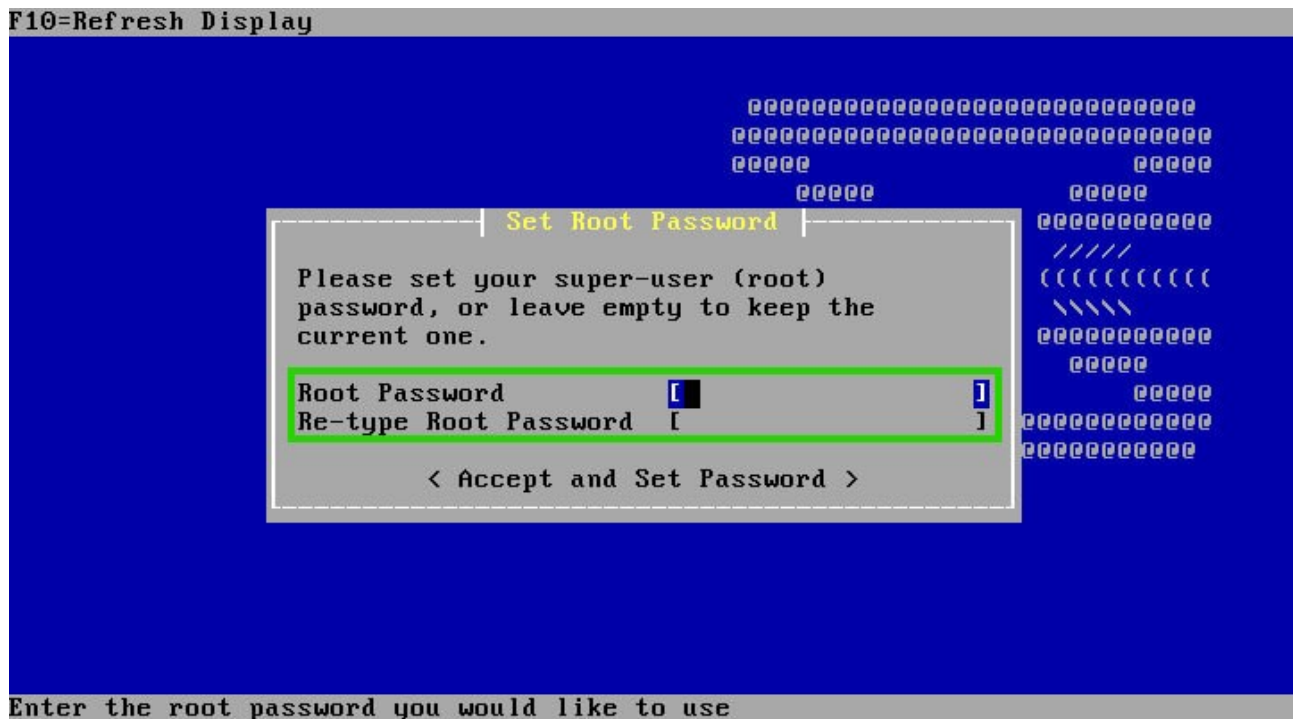 F10=Refresh Display
@@@@@@@@@@@@@@@@@@@@@@@@@@@@
@@@@@@@@@@@@@@@@@@@@@@@@@@@@@@
@@@@@ @@@@@
@@@@@ @@@@@
Set Root Password
@@@@@@@@@@@
/////
Please set your super-user (root)
(((((((((((
password, or leave empty to keep the
\\\\\
current one.
@@@@@@@@@@@
@@@@@
Root Password [ ]
@@@@@
Re-type Root Password [ ]
@@@@@@@@@@@@
@@@@@@@@@@@
< Accept and Set Password >
Enter the root password you would like to use